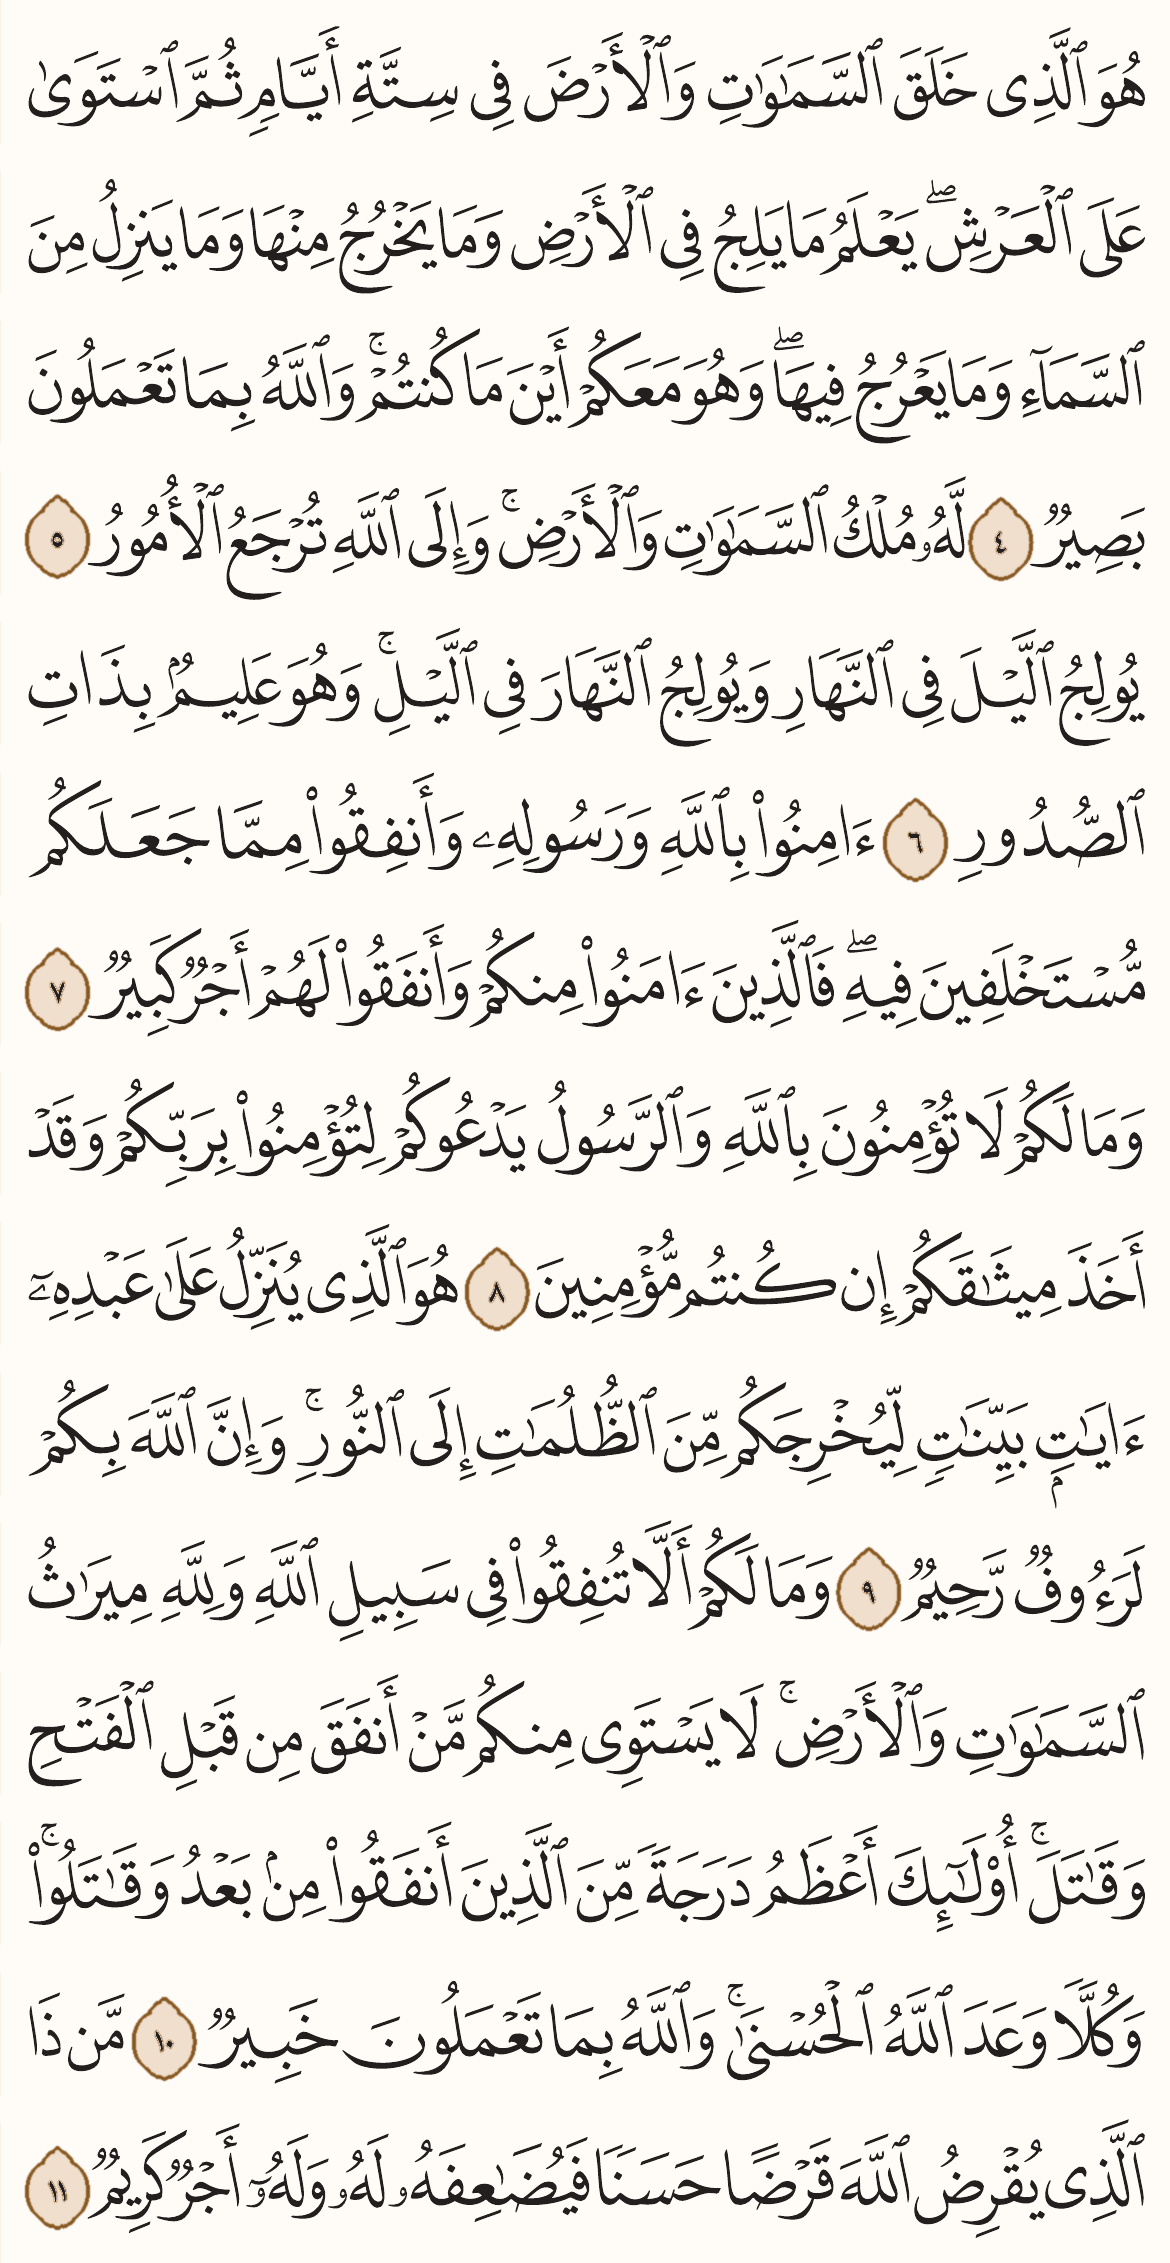 هُوَ ٱلَّذِى خَلَقَ ٱلسَّمَٰوَٰتِ وَٱلْأَرْضَ فِى سِتَّةِ أَيَّامٍ ثُمَّ ٱسْتَوَىٰ
عَلَى ٱلْعَرْشِ ۖ يَعْلَمُ مَا يَلِجُ فِى ٱلْأَرْضِ وَمَا يَخْرُجُ مِنْهَا وَمَا يَنزِلُ مِنَ
ٱلسَّمَآءِ وَمَا يَعْرُجُ فِيهَا ۖ وَهُوَ مَعَكُمْ أَيْنَ مَا كُنتُمْ ۚ وَٱللَّهُ بِمَا تَعْمَلُونَ
بَصِيرٌ ٤ لَّهُۥ مُلْكُ ٱلسَّمَٰوَٰتِ وَٱلْأَرْضِ ۚ وَإِلَى ٱللَّهِ تُرْجَعُ ٱلْأُمُورُ ٥
يُولِجُ ٱلَّيْلَ فِى ٱلنَّهَارِ وَيُولِجُ ٱلنَّهَارَ فِى ٱلَّيْلِ ۚ وَهُوَ عَلِيمٌۢ بِذَاتِ
ٱلصُّدُورِ ٦ ءَامِنُوا۟ بِٱللَّهِ وَرَسُولِهِۦ وَأَنفِقُوا۟ مِمَّا جَعَلَكُم
مُّسْتَخْلَفِينَ فِيهِ ۖ فَٱلَّذِينَ ءَامَنُوا۟ مِنكُمْ وَأَنفَقُوا۟ لَهُمْ أَجْرٌ كَبِيرٌ ٧
وَمَا لَكُمْ لَا تُؤْمِنُونَ بِٱللَّهِ وَٱلرَّسُولُ يَدْعُوكُمْ لِتُؤْمِنُوا۟ بِرَبِّكُمْ وَقَدْ
أَخَذَ مِيثَٰقَكُمْ إِن كُنتُم مُّؤْمِنِينَ ٨ هُوَ ٱلَّذِى يُنَزِّلُ عَلَىٰ عَبْدِهِۦٓ
ءَايَٰتٍۭ بَيِّنَٰتٍ لِّيُخْرِجَكُم مِّنَ ٱلظُّلُمَٰتِ إِلَى ٱلنُّورِ ۚ وَإِنَّ ٱللَّهَ بِكُمْ
لَرَءُوفٌ رَّحِيمٌ ٩ وَمَا لَكُمْ أَلَّا تُنفِقُوا۟ فِى سَبِيلِ ٱللَّهِ وَلِلَّهِ مِيرَٰثُ
ٱلسَّمَٰوَٰتِ وَٱلْأَرْضِ ۚ لَا يَسْتَوِى مِنكُم مَّنْ أَنفَقَ مِن قَبْلِ ٱلْفَتْحِ
وَقَٰتَلَ ۚ أُو۟لَٰٓئِكَ أَعْظَمُ دَرَجَةً مِّنَ ٱلَّذِينَ أَنفَقُوا۟ مِنۢ بَعْدُ وَقَٰتَلُوا۟ ۚ
وَكُلًّا وَعَدَ ٱللَّهُ ٱلْحُسْنَىٰ ۚ وَٱللَّهُ بِمَا تَعْمَلُونَ خَبِيرٌ ١٠ مَّن ذَا
ٱلَّذِى يُقْرِضُ ٱللَّهَ قَرْضًا حَسَنًا فَيُضَٰعِفَهُۥ لَهُۥ وَلَهُۥٓ أَجْرٌ كَرِيمٌ ١١